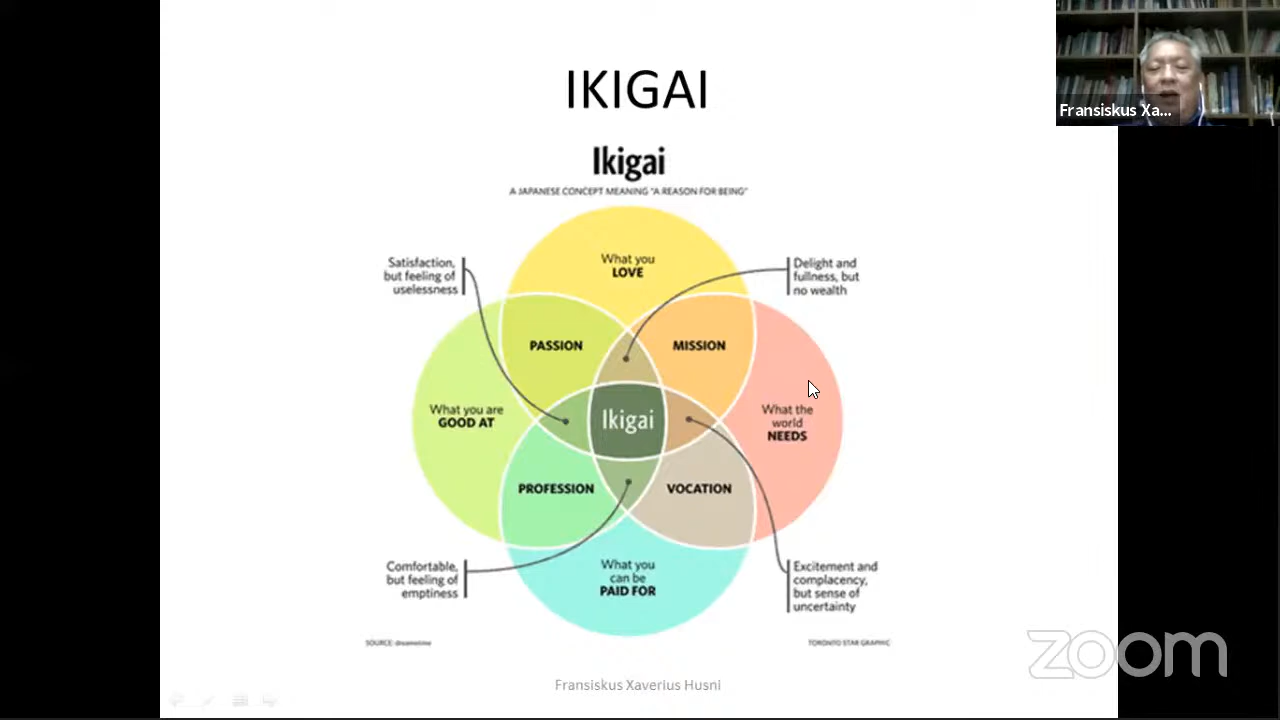 IKIGAI
Fransiskus Xa...
Ikigai
A JAPANESE CONCEPT MEANING "A REASON FOR BEING"
Satisfaction,
but feeling of
uselessness
What you
LOVE
Delight and
fullness, but
no wealth
PASSION
MISSION
What you are
GOOD AT
Ikigai
What the
world
NEEDS
PROFESSION
VOCATION
Comfortable,
but feeling of
emptiness
What you
can be
PAID FOR
Excitement and
complacency,
but sense of
uncertainty
SOURCE: dreamstime
TORONTO STAR GRAPHIC
zoom
Fransiskus Xaverius Husni